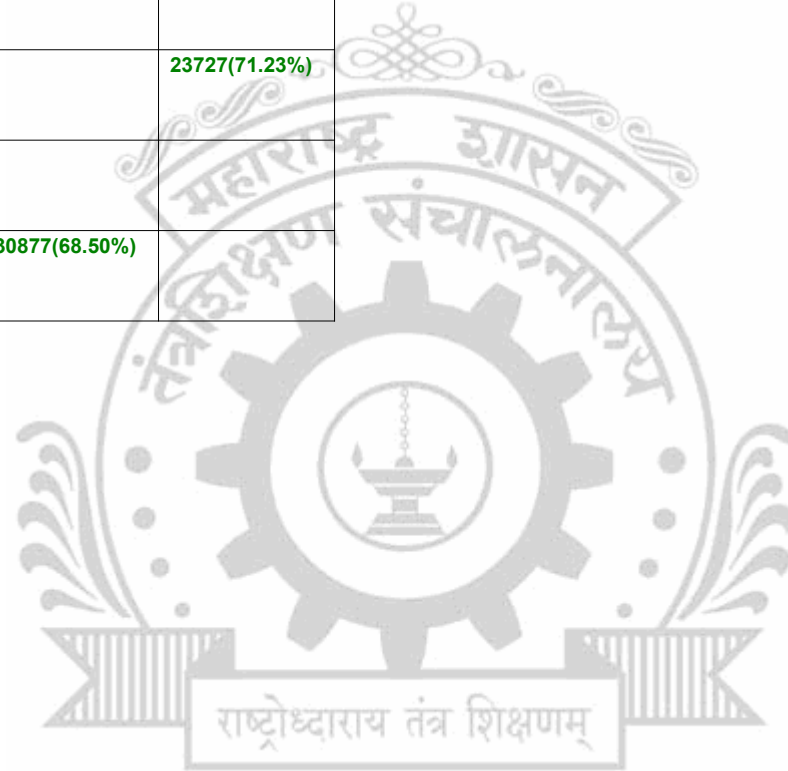 23727(71.23%)
30877(68.50%)
महाराष्ट्र शासन
तंत्रशिक्षण संचालनालय
राष्ट्रोध्दाराय तंत्र शिक्षणम्